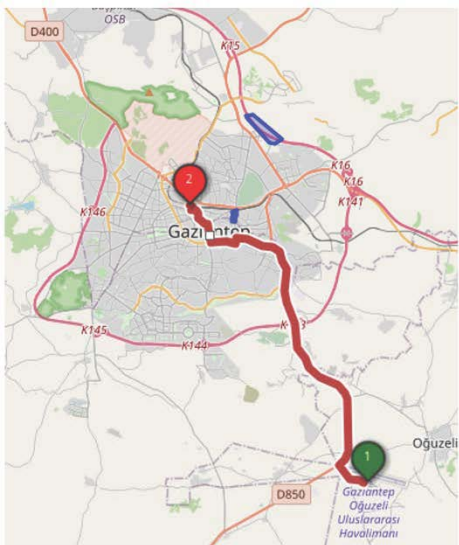 OSB
D400
K15
2
K16
K16
K141
K146
Gaziantep
K145
K144
1
Oğuzeli
D850
Gaziantep
Oğuzeli
Uluslararası
Havalimanı